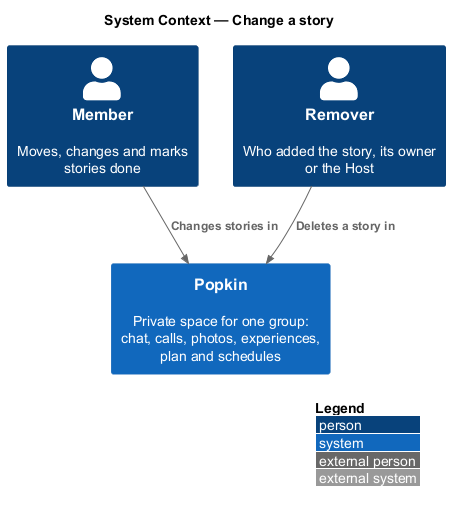 System Context — Change a story
Member
Moves, changes and marks
stories done
Remover
Who added the story, its owner
or the Host
Changes stories in
Deletes a story in
Popkin
Private space for one group:
chat, calls, photos, experiences,
plan and schedules
Legend
person
system
external person
external system